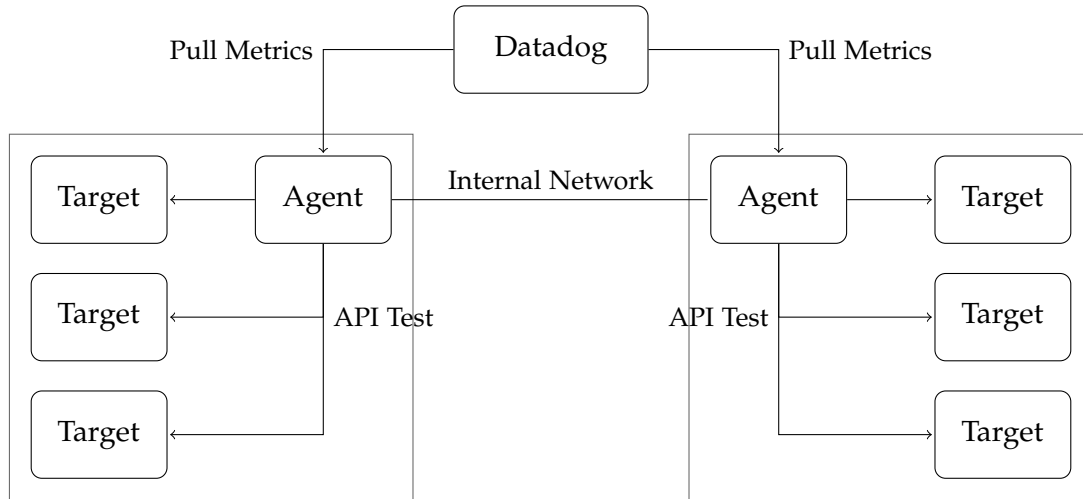 Datadog
Pull Metrics
Pull Metrics
Target
Agent
Internal Network
Agent
Target
Target
API Test
API Test
Target
Target
Target